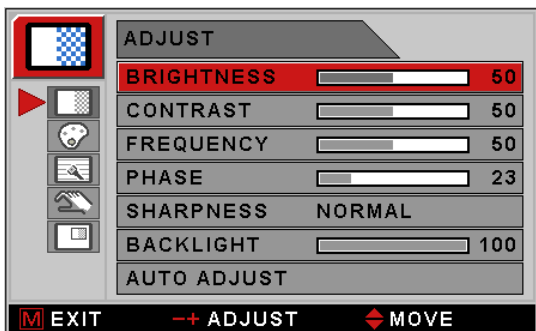 ADJUST
BRIGHTNESS 50
CONTRAST 50
FREQUENCY 50
PHASE 23
SHARPNESS NORMAL
BACKLIGHT 100
AUTO ADJUST
M EXIT −+ ADJUST MOVE